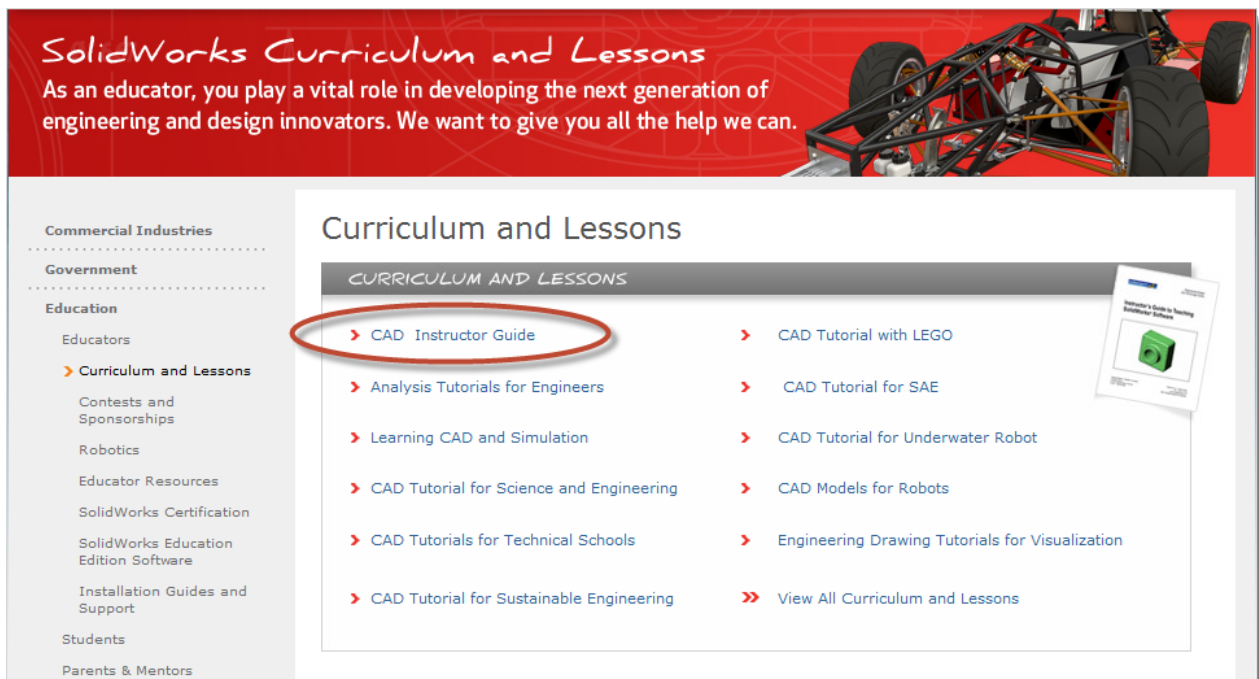 SolidWorks Curriculum and Lessons
As an educator, you play a vital role in developing the next generation of
engineering and design innovators. We want to give you all the help we can.
Commercial Industries
Government
Education
Educators
Curriculum and Lessons
Contests and
Sponsorships
Robotics
Educator Resources
SolidWorks Certification
SolidWorks Education
Edition Software
Installation Guides and
Support
Students
Parents & Mentors
Curriculum and Lessons
CURRICULUM AND LESSONS
CAD Instructor Guide
Analysis Tutorials for Engineers
Learning CAD and Simulation
CAD Tutorial for Science and Engineering
CAD Tutorials for Technical Schools
CAD Tutorial for Sustainable Engineering
CAD Tutorial with LEGO
CAD Tutorial for SAE
CAD Tutorial for Underwater Robot
CAD Models for Robots
Engineering Drawing Tutorials for Visualization
View All Curriculum and Lessons
Instructor's Guide to Teaching
SolidWorks® Software